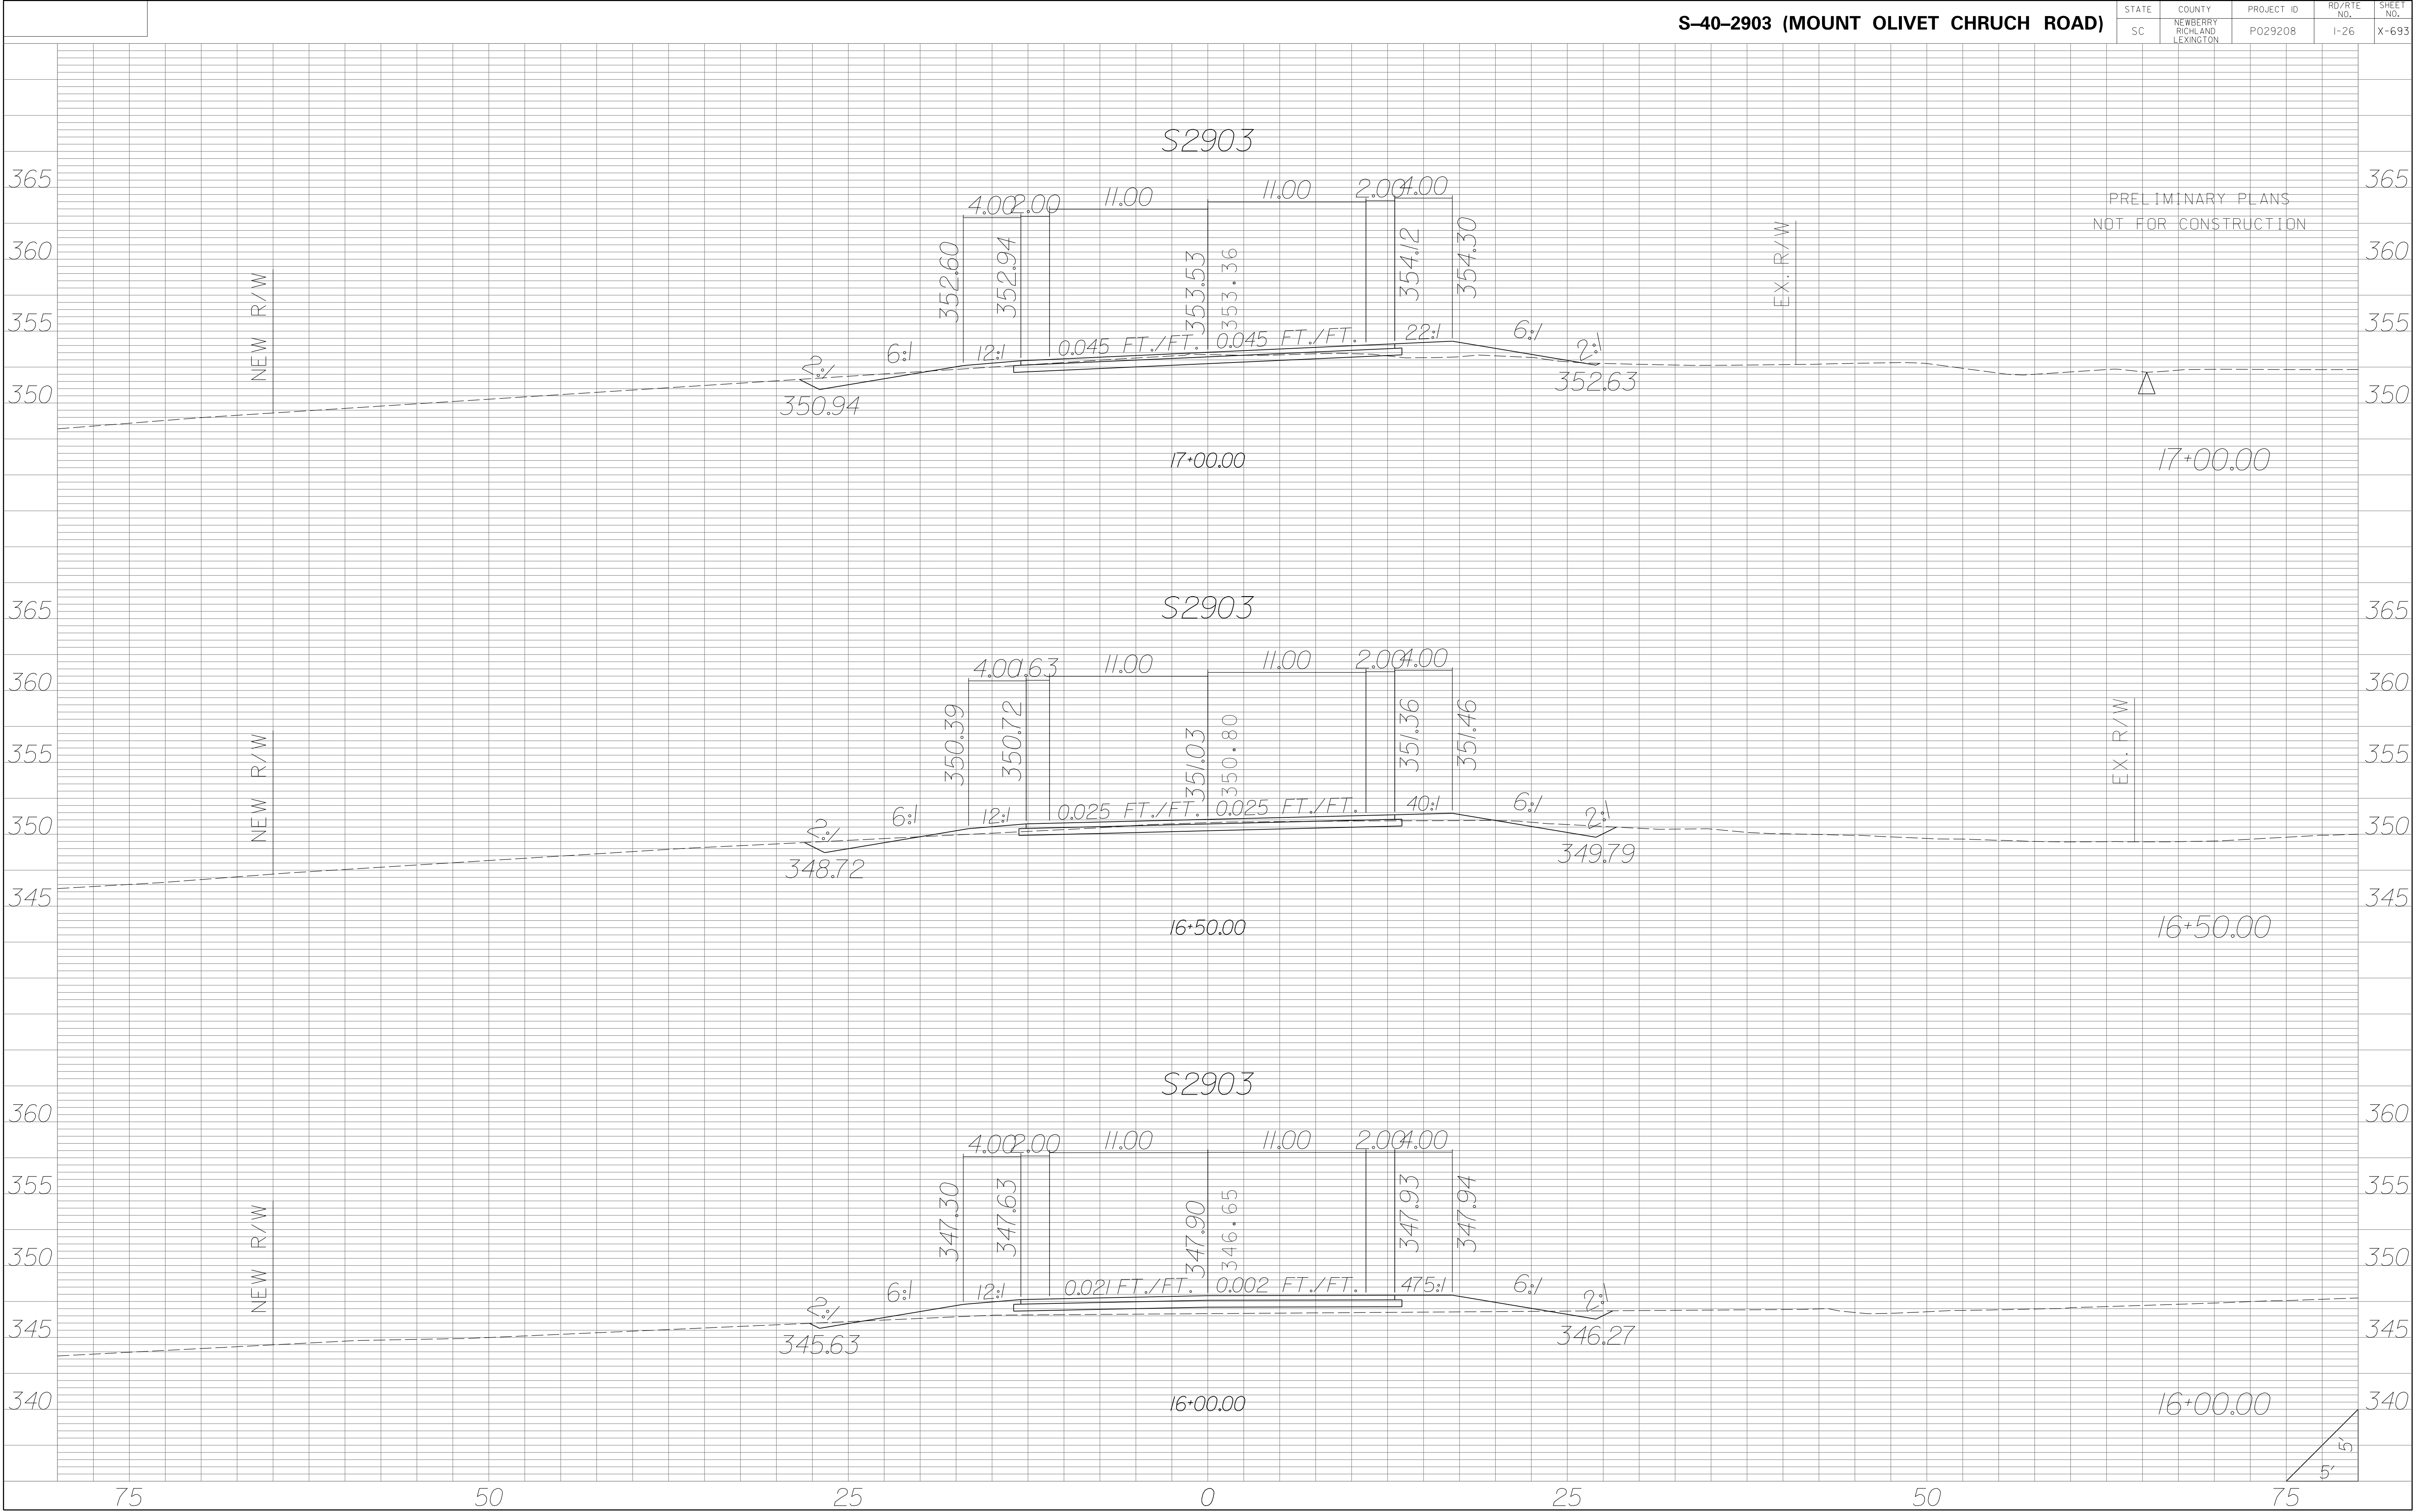 S-40-2903 (MOUNT OLIVET CHRUCH ROAD)
STATE COUNTY PROJECT ID RD/RTE NO. SHEET NO.
SC NEWBERRY RICHLAND LEXINGTON P029208 I-26 X-693
PRELIMINARY PLANS
NOT FOR CONSTRUCTION
S2903
365 365
360 360
355 355
350 350
4.00 2.00 11.00 11.00 2.00 4.00
NEW R/W
352.60 352.94 353.53 353.36 354.12 354.30
EX. R/W
2:1 6:1 12:1 0.045 FT./FT. 0.045 FT./FT. 22:1 6:1 2:1
350.94 352.63
17+00.00 17+00.00
S2903
365 365
360 360
355 355
350 350
345 345
4.00 1.63 11.00 11.00 2.00 4.00
NEW R/W
350.39 350.72 351.03 350.80 351.36 351.46
EX. R/W
2:1 6:1 12:1 0.025 FT./FT. 0.025 FT./FT. 40:1 6:1 2:1
348.72 349.79
16+50.00 16+50.00
S2903
360 360
355 355
350 350
345 345
340 340
4.00 2.00 11.00 11.00 2.00 4.00
NEW R/W
347.30 347.63 347.90 346.65 347.93 347.94
2:1 6:1 12:1 0.021 FT./FT. 0.002 FT./FT. 475:1 6:1 2:1
345.63 346.27
16+00.00 16+00.00
5'
5'
75 50 25 0 25 50 75